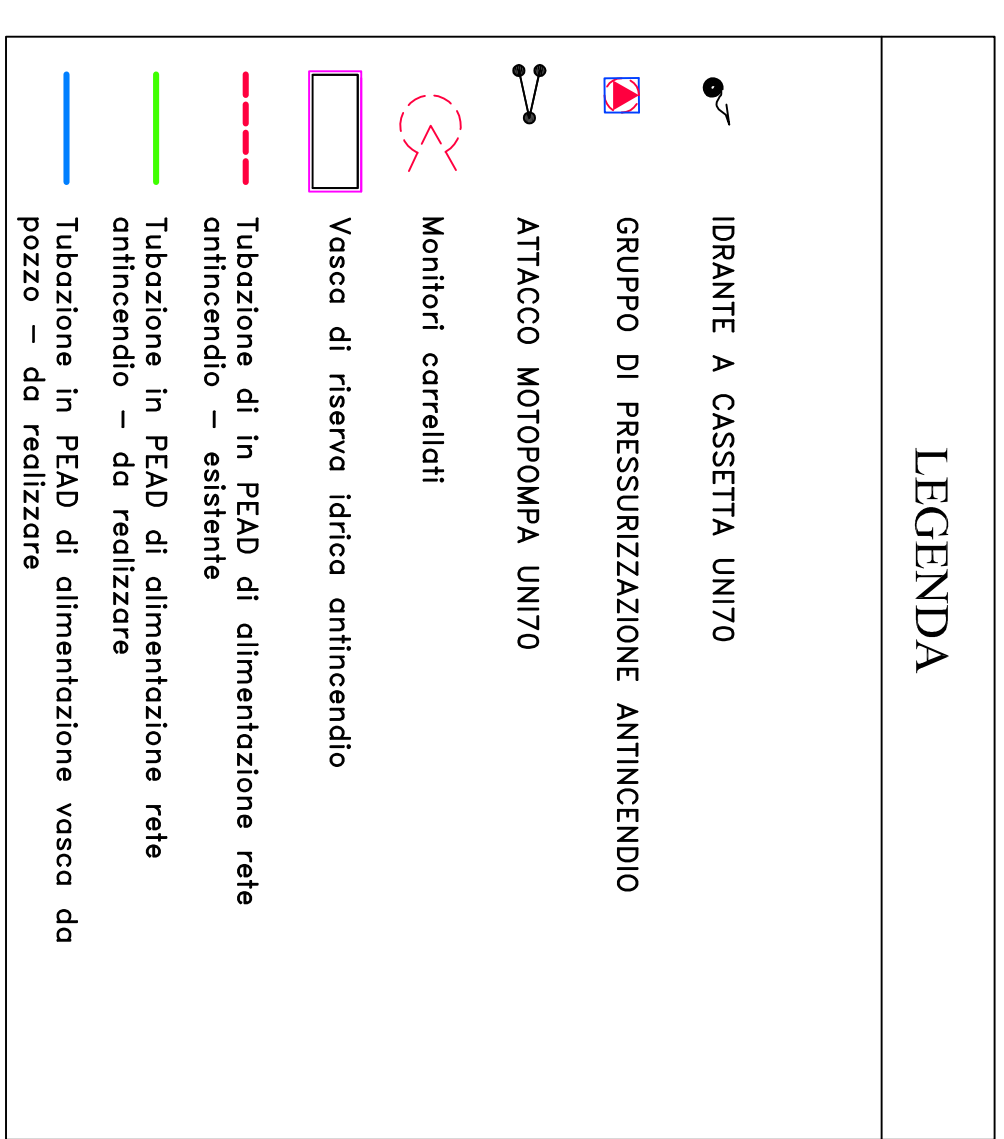 LEGENDA
IDRANTE A CASSETTA UNI70
GRUPPO DI PRESSURIZZAZIONE ANTINCENDIO
ATTACCO MOTOPOMPA UNI70
Monitori carrellati
Vasca di riserva idrica antincendio
Tubazione di in PEAD di alimentazione rete
antincendio – esistente
Tubazione in PEAD di alimentazione rete
antincendio – da realizzare
Tubazione in PEAD di alimentazione vasca da
pozzo – da realizzare